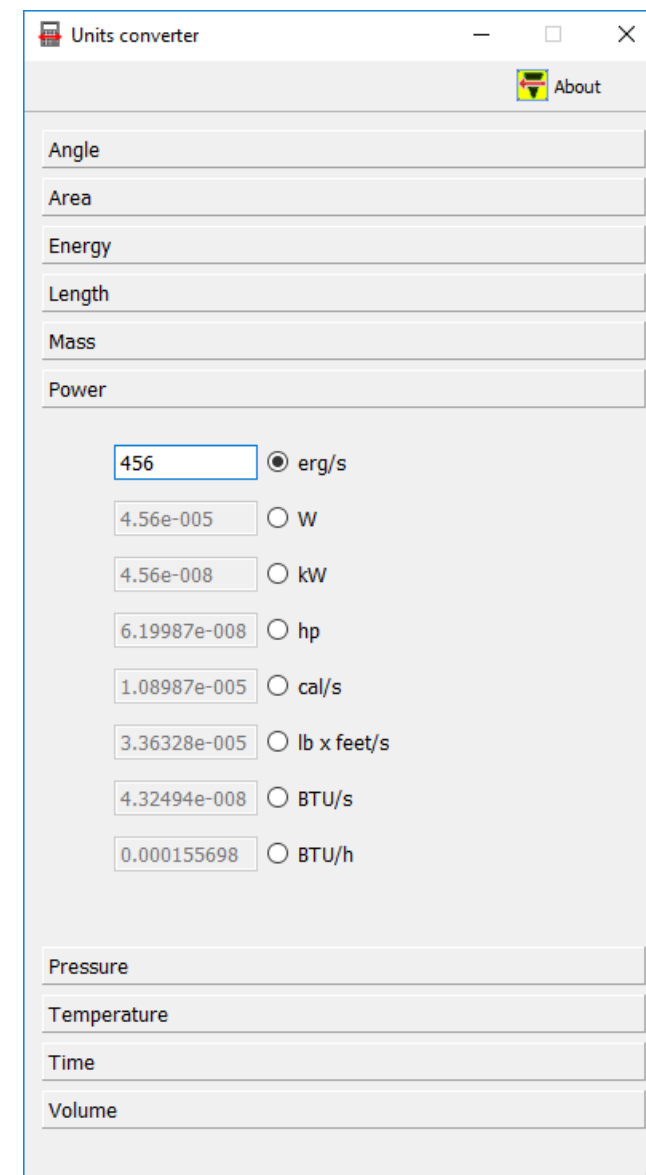 Units converter
About
Angle
Area
Energy
Length
Mass
Power
456 erg/s
4.56e-005 W
4.56e-008 kW
6.19987e-008 hp
1.08987e-005 cal/s
3.36328e-005 lb x feet/s
4.32494e-008 BTU/s
0.000155698 BTU/h
Pressure
Temperature
Time
Volume